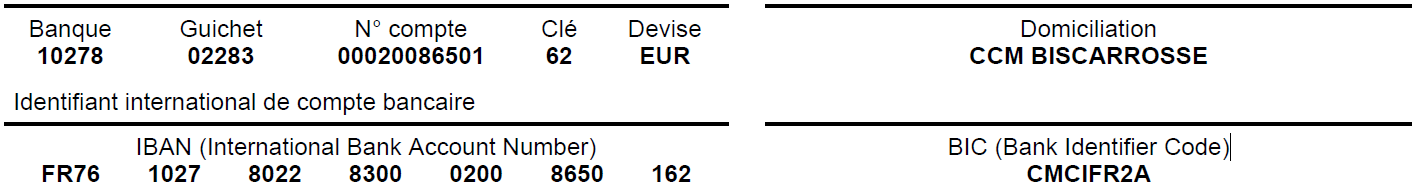 Banque Guichet N° compte Clé Devise
10278 02283 00020086501 62 EUR
Identifiant international de compte bancaire
IBAN (International Bank Account Number)
FR76 1027 8022 8300 0200 8650 162
Domiciliation
CCM BISCARROSSE
BIC (Bank Identifier Code)
CMCIFR2A